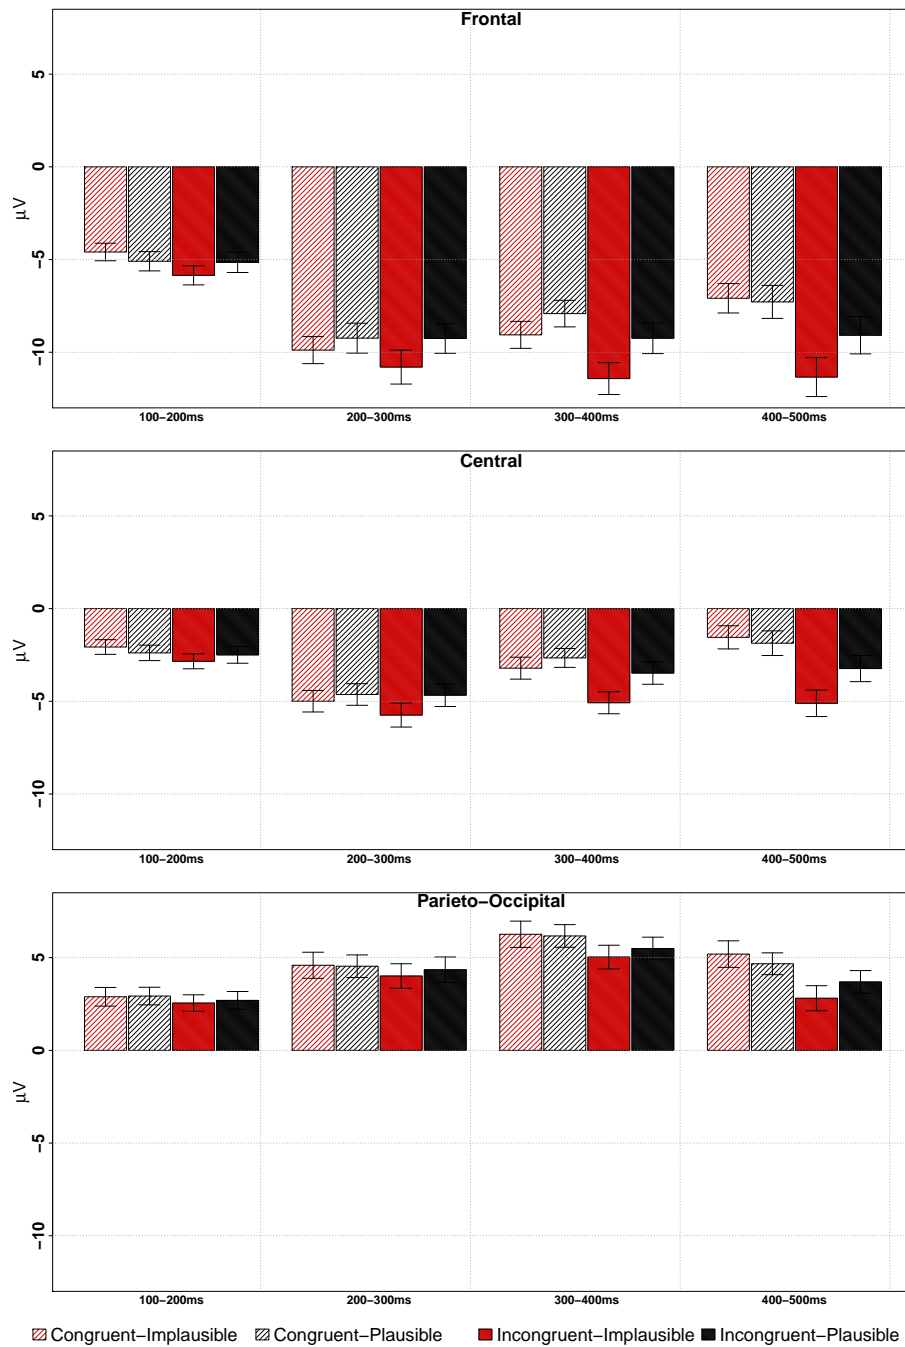 Frontal
5
0
−5
−10
μV
100−200ms 200−300ms 300−400ms 400−500ms
Central
5
0
−5
−10
μV
100−200ms 200−300ms 300−400ms 400−500ms
Parieto−Occipital
5
0
−5
−10
μV
100−200ms 200−300ms 300−400ms 400−500ms
Congruent−Implausible Congruent−Plausible Incongruent−Implausible Incongruent−Plausible